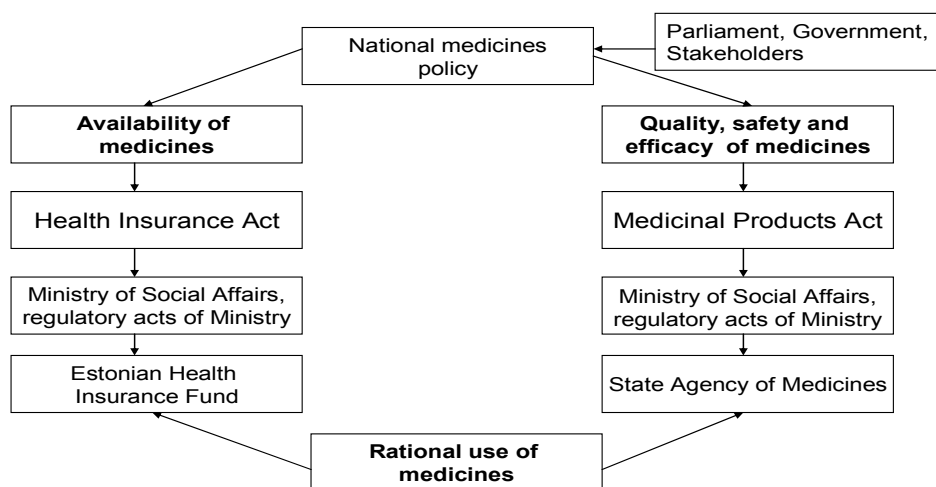 National medicines
policy
Parliament, Government,
Stakeholders
Availability of
medicines
Quality, safety and
efficacy of medicines
Health Insurance Act
Medicinal Products Act
Ministry of Social Affairs,
regulatory acts of Ministry
Ministry of Social Affairs,
regulatory acts of Ministry
Estonian Health
Insurance Fund
State Agency of Medicines
Rational use of
medicines